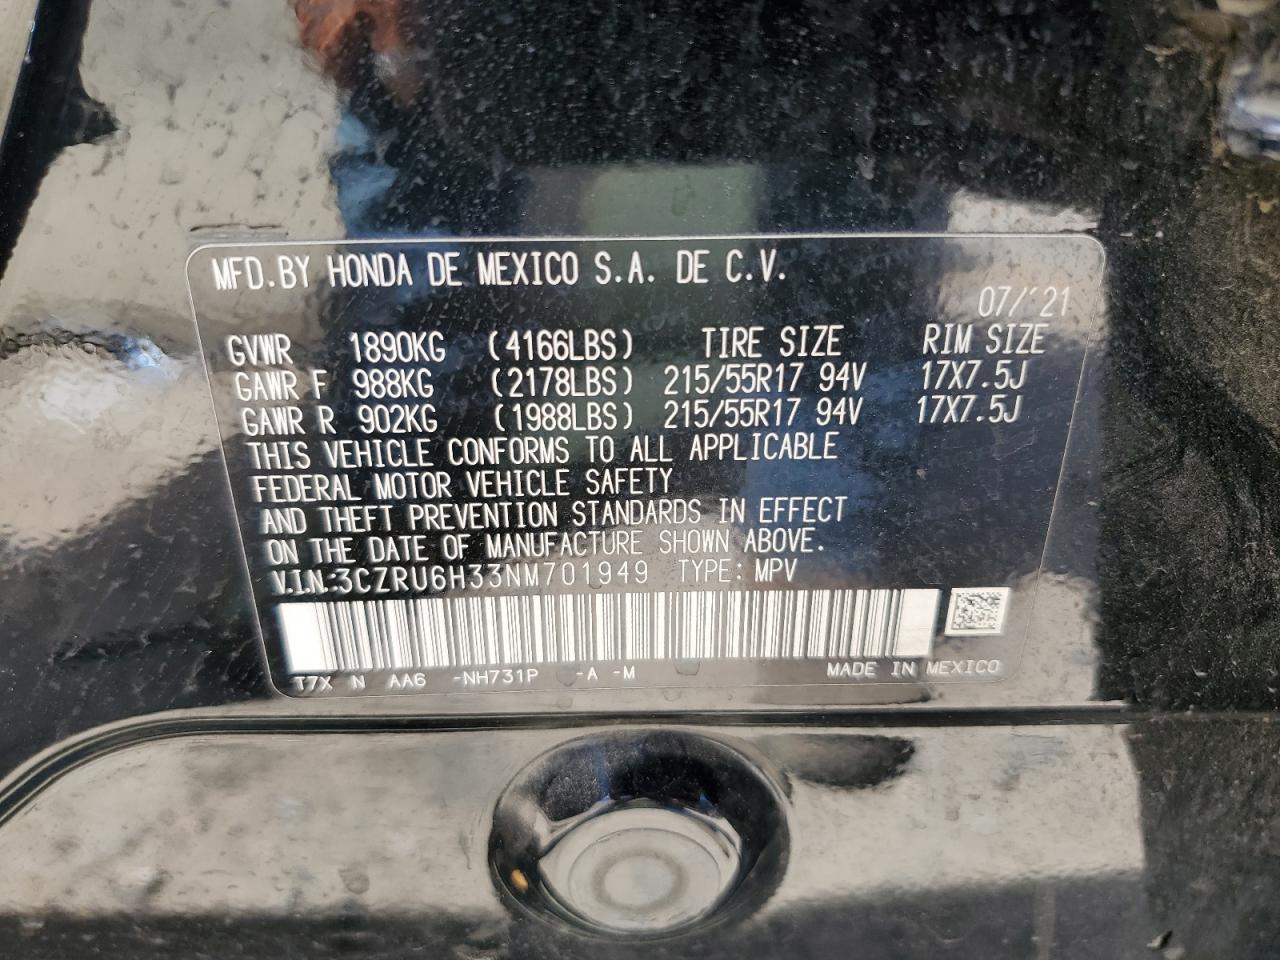 MFD.BY HONDA DE MEXICO S.A. DE C.V.
07/'21
GVWR 1890KG (4166LBS) TIRE SIZE RIM SIZE
GAWR F 988KG (2178LBS) 215/55R17 94V 17X7.5J
GAWR R 902KG (1988LBS) 215/55R17 94V 17X7.5J
THIS VEHICLE CONFORMS TO ALL APPLICABLE
FEDERAL MOTOR VEHICLE SAFETY
AND THEFT PREVENTION STANDARDS IN EFFECT
ON THE DATE OF MANUFACTURE SHOWN ABOVE.
V.I.N:3CZRU6H33NM701949 TYPE: MPV
T7X N AA6 -NH731P -A -M MADE IN MEXICO